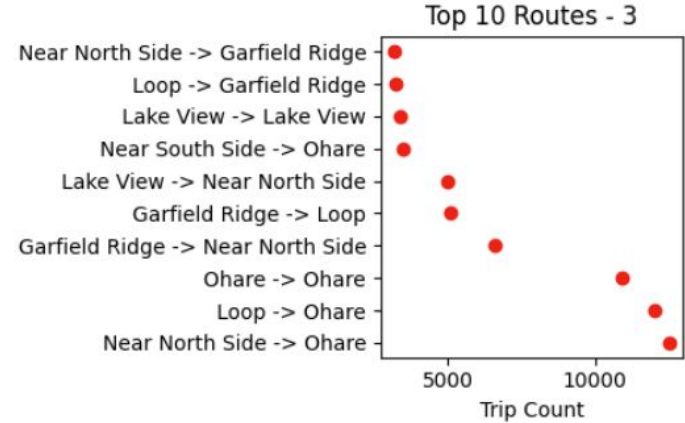 Top 10 Routes - 3
Near North Side -> Garfield Ridge
Loop -> Garfield Ridge
Lake View -> Lake View
Near South Side -> Ohare
Lake View -> Near North Side
Garfield Ridge -> Loop
Garfield Ridge -> Near North Side
Ohare -> Ohare
Loop -> Ohare
Near North Side -> Ohare
5000 10000
Trip Count